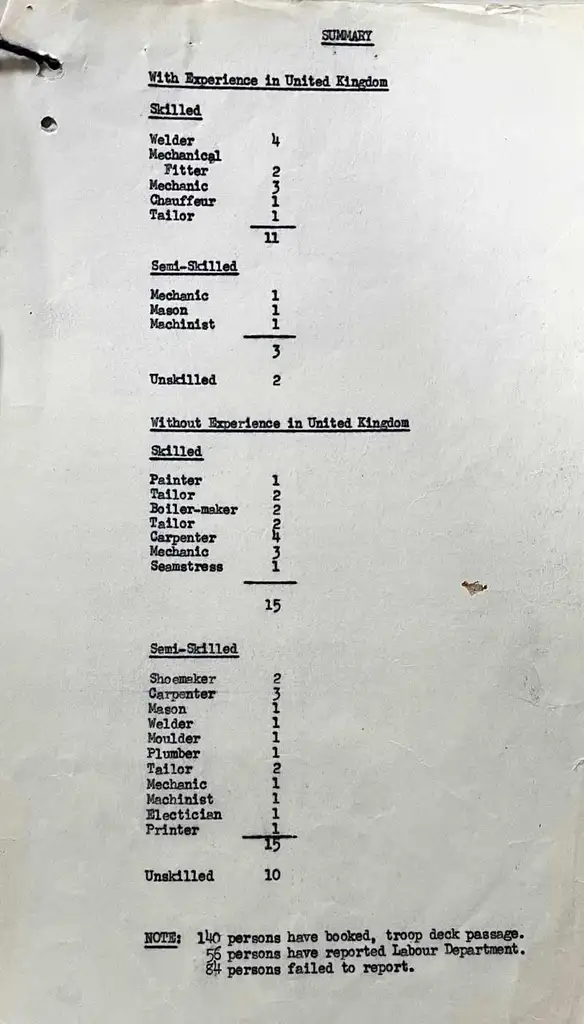 SUMMARY
With Experience in United Kingdom
Skilled
Welder 4
Mechanical
Fitter 2
Mechanic 3
Chauffeur 1
Tailor 1
11
Semi-Skilled
Mechanic 1
Mason 1
Machinist 1
3
Unskilled 2
Without Experience in United Kingdom
Skilled
Painter 1
Tailor 2
Boiler-maker 2
Tailor 2
Carpenter 4
Mechanic 3
Seamstress 1
15
Semi-Skilled
Shoemaker 2
Carpenter 3
Mason 1
Welder 1
Moulder 1
Plumber 1
Tailor 2
Mechanic 1
Machinist 1
Electician 1
Printer 1
15
Unskilled 10
NOTE: 140 persons have booked, troop deck passage.
56 persons have reported Labour Department.
84 persons failed to report.